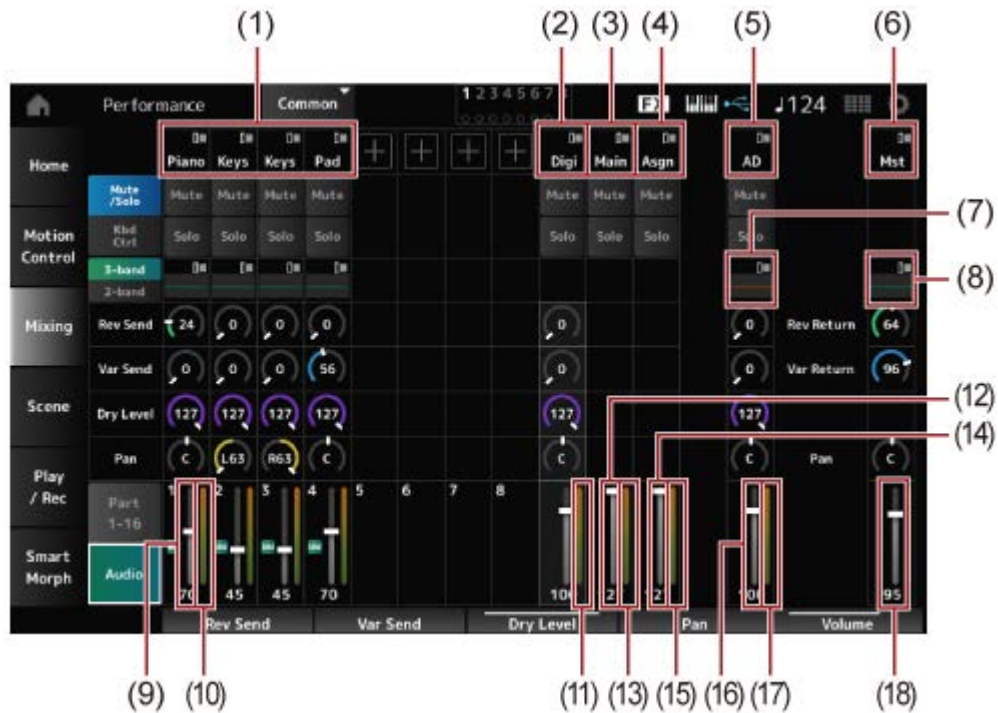 (1) (2) (3) (4) (5) (6)
Performance Common 1 2 3 4 5 6 7 8 ♩124
Home Piano Keys Keys Pad + + + + Digi Main Asgn AD Mst
Mute /Solo Mute Mute Mute Mute Mute Mute Mute Mute
Motion Control Kbd Ctrl Solo Solo Solo Solo Solo Solo Solo Solo (7)
3-band
2-band (8)
Mixing Rev Send 24 0 0 0 0 0 Rev Return 64
Var Send 0 0 0 56 0 0 Var Return 96
Scene Dry Level 127 127 127 127 127 127 (12)
Pan C L63 R63 C C C Pan C (14)
Play / Rec Part 1-16 1 2 3 4 5 6 7 8
Smart Morph Audio 70 45 45 70 100 100 95
Rev Send Var Send Dry Level Pan Volume
(9) (10) (11) (13) (15) (16) (17) (18)